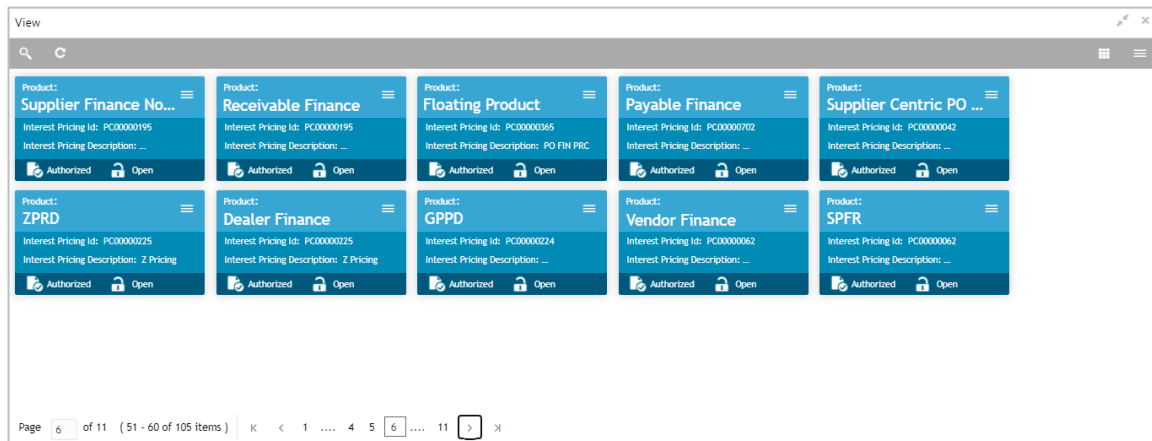 View
Product:
Supplier Finance No...
Interest Pricing Id: PC00000195
Interest Pricing Description: ...
Authorized Open
Product:
Receivable Finance
Interest Pricing Id: PC00000195
Interest Pricing Description: ...
Authorized Open
Product:
Floating Product
Interest Pricing Id: PC00000365
Interest Pricing Description: PO FIN PRC
Authorized Open
Product:
Payable Finance
Interest Pricing Id: PC00000702
Interest Pricing Description: ...
Authorized Open
Product:
Supplier Centric PO ...
Interest Pricing Id: PC00000042
Interest Pricing Description: ...
Authorized Open
Product:
ZPRD
Interest Pricing Id: PC00000225
Interest Pricing Description: Z Pricing
Authorized Open
Product:
Dealer Finance
Interest Pricing Id: PC00000225
Interest Pricing Description: Z Pricing
Authorized Open
Product:
GPPD
Interest Pricing Id: PC00000224
Interest Pricing Description: ...
Authorized Open
Product:
Vendor Finance
Interest Pricing Id: PC00000062
Interest Pricing Description: ...
Authorized Open
Product:
SPFR
Interest Pricing Id: PC00000062
Interest Pricing Description: ...
Authorized Open
Page 6 of 11 ( 51 - 60 of 105 items ) 1 .... 4 5 6 .... 11